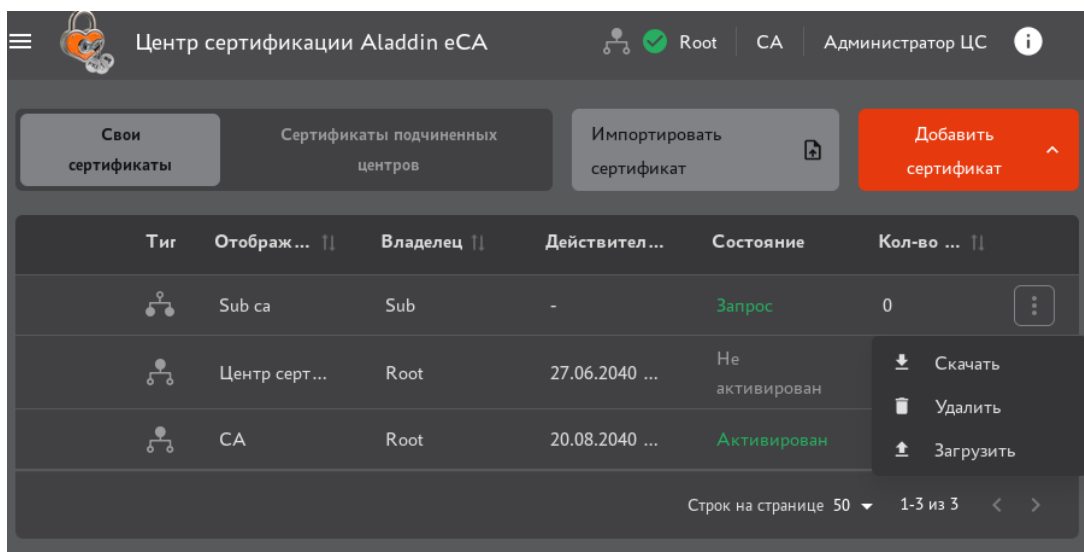 Центр сертификации Aladdin eCA
Root
CA
Администратор ЦС
Свои
сертификаты
Сертификаты подчиненных
центров
Импортировать
сертификат
Добавить
сертификат
Тиг Отображ... Владелец Действител... Состояние Кол-во ...
Sub ca Sub - Запрос 0
Центр серт... Root 27.06.2040 ... Не
активирован
CA Root 20.08.2040 ... Активирован
Скачать
Удалить
Загрузить
Строк на странице 50 1-3 из 3